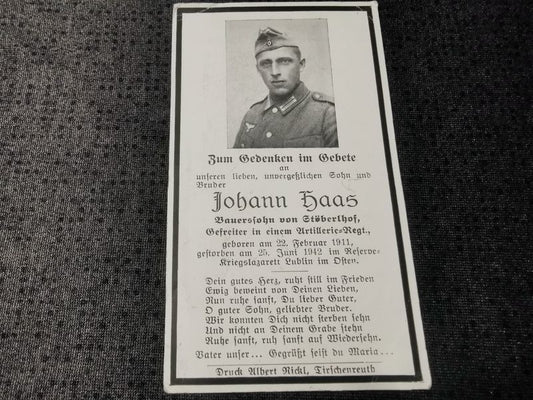 Zum Gedenken im Gebete
an
unseren lieben, unvergeßlichen Sohn und
Bruder
Johann Haas
Bauerssohn von Stöberlhof,
Gefreiter in einem Artillerie-Regt.,
geboren am 22. Februar 1911,
gestorben am 25. Juni 1942 im Reserve-
Kriegslazarett Lublin im Osten.
Dein gutes Herz, ruht still im Frieden
Ewig beweint von Deinen Lieben,
Nun ruhe sanft, Du lieber Guter,
O guter Sohn, geliebter Bruder.
Wir konnten Dich nicht sterben sehn
Und nicht an Deinem Grabe stehn
Ruhe sanft, ruh sanft auf Wiedersehn.
Vater unser... Gegrüßt seist du Maria...
Druck Albert Nickl, Tirschenreuth